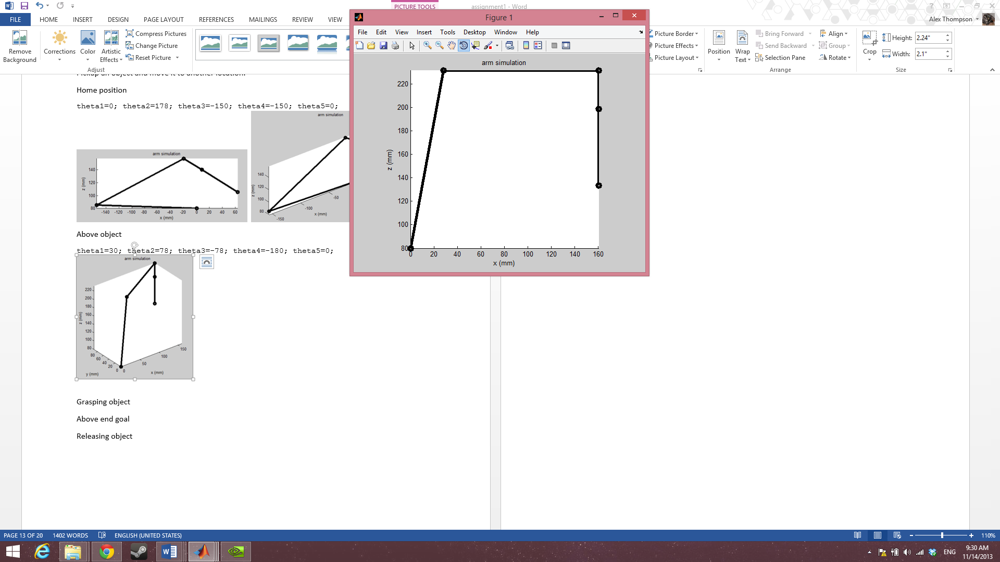 PICTURE TOOLS
assignment1 - Word
FILE HOME INSERT DESIGN PAGE LAYOUT REFERENCES MAILINGS REVIEW VIEW
Alex Thompson
Remove Background
Corrections
Color
Artistic Effects
Compress Pictures
Change Picture
Reset Picture
Adjust
Picture Border
Picture Effects
Picture Layout
Position
Wrap Text
Bring Forward
Send Backward
Selection Pane
Align
Group
Rotate
Arrange
Crop
Height: 2.24"
Width: 2.1"
Size
Pickup an object and move it to another location.
Home position
theta1=0; theta2=178; theta3=-150; theta4=-150; theta5=0;
arm simulation
z (mm)
140
120
100
80
-140 -120 -100 -80 -60 -40 -20 0 20 40 60
x (mm)
arm simulation
z (mm)
140
120
100
80
-150
-100
-50
x (mm)
Above object
theta1=30; theta2=78; theta3=-78; theta4=-180; theta5=0;
arm simulation
z (mm)
220
200
180
160
140
120
100
80
80
60
40
20
0
0
50
100
150
y (mm)
x (mm)
Grasping object
Above end goal
Releasing object
Figure 1
File Edit View Insert Tools Desktop Window Help
arm simulation
z (mm)
220
200
180
160
140
120
100
80
0 20 40 60 80 100 120 140 160
x (mm)
PAGE 13 OF 20 1402 WORDS ENGLISH (UNITED STATES)
110%
ENG
9:30 AM
11/14/2013